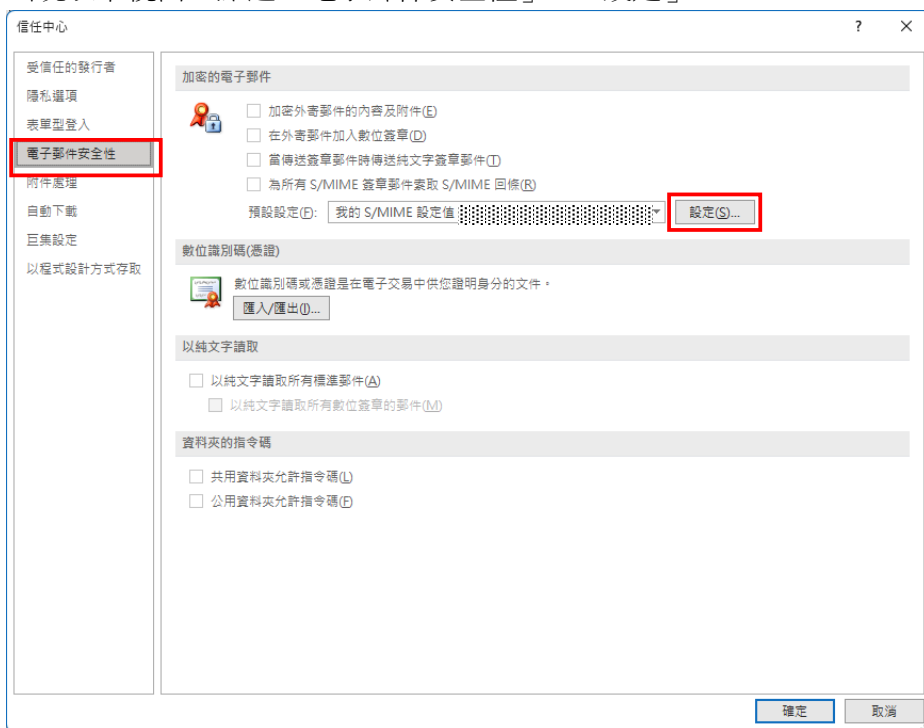 信任中心
?
受信任的發行者
隱私選項
表單型登入
電子郵件安全性
附件處理
自動下載
巨集設定
以程式設計方式存取
加密的電子郵件
加密外寄郵件的內容及附件(E)
在外寄郵件加入數位簽章(D)
當傳送簽章郵件時傳送純文字簽章郵件(T)
為所有 S/MIME 簽章郵件索取 S/MIME 回條(R)
預設設定(F): 我的 S/MIME 設定值 設定(S)...
數位識別碼(憑證)
數位識別碼或憑證是在電子交易中供您證明身分的文件。
匯入/匯出(I)...
以純文字讀取
以純文字讀取所有標準郵件(A)
以純文字讀取所有數位簽章的郵件(M)
資料夾的指令碼
共用資料夾允許指令碼(L)
公用資料夾允許指令碼(F)
確定 取消